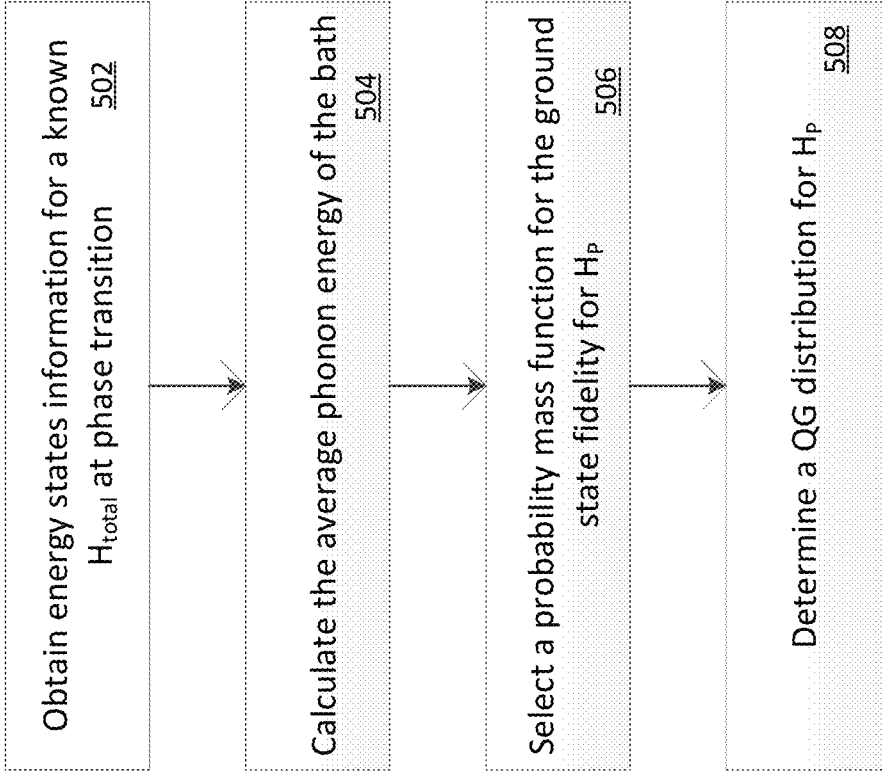 Obtain energy states information for a known
H_total at phase transition
502
Calculate the average phonon energy of the bath
504
Select a probability mass function for the ground
state fidelity for H_P
506
Determine a QG distribution for H_P
508